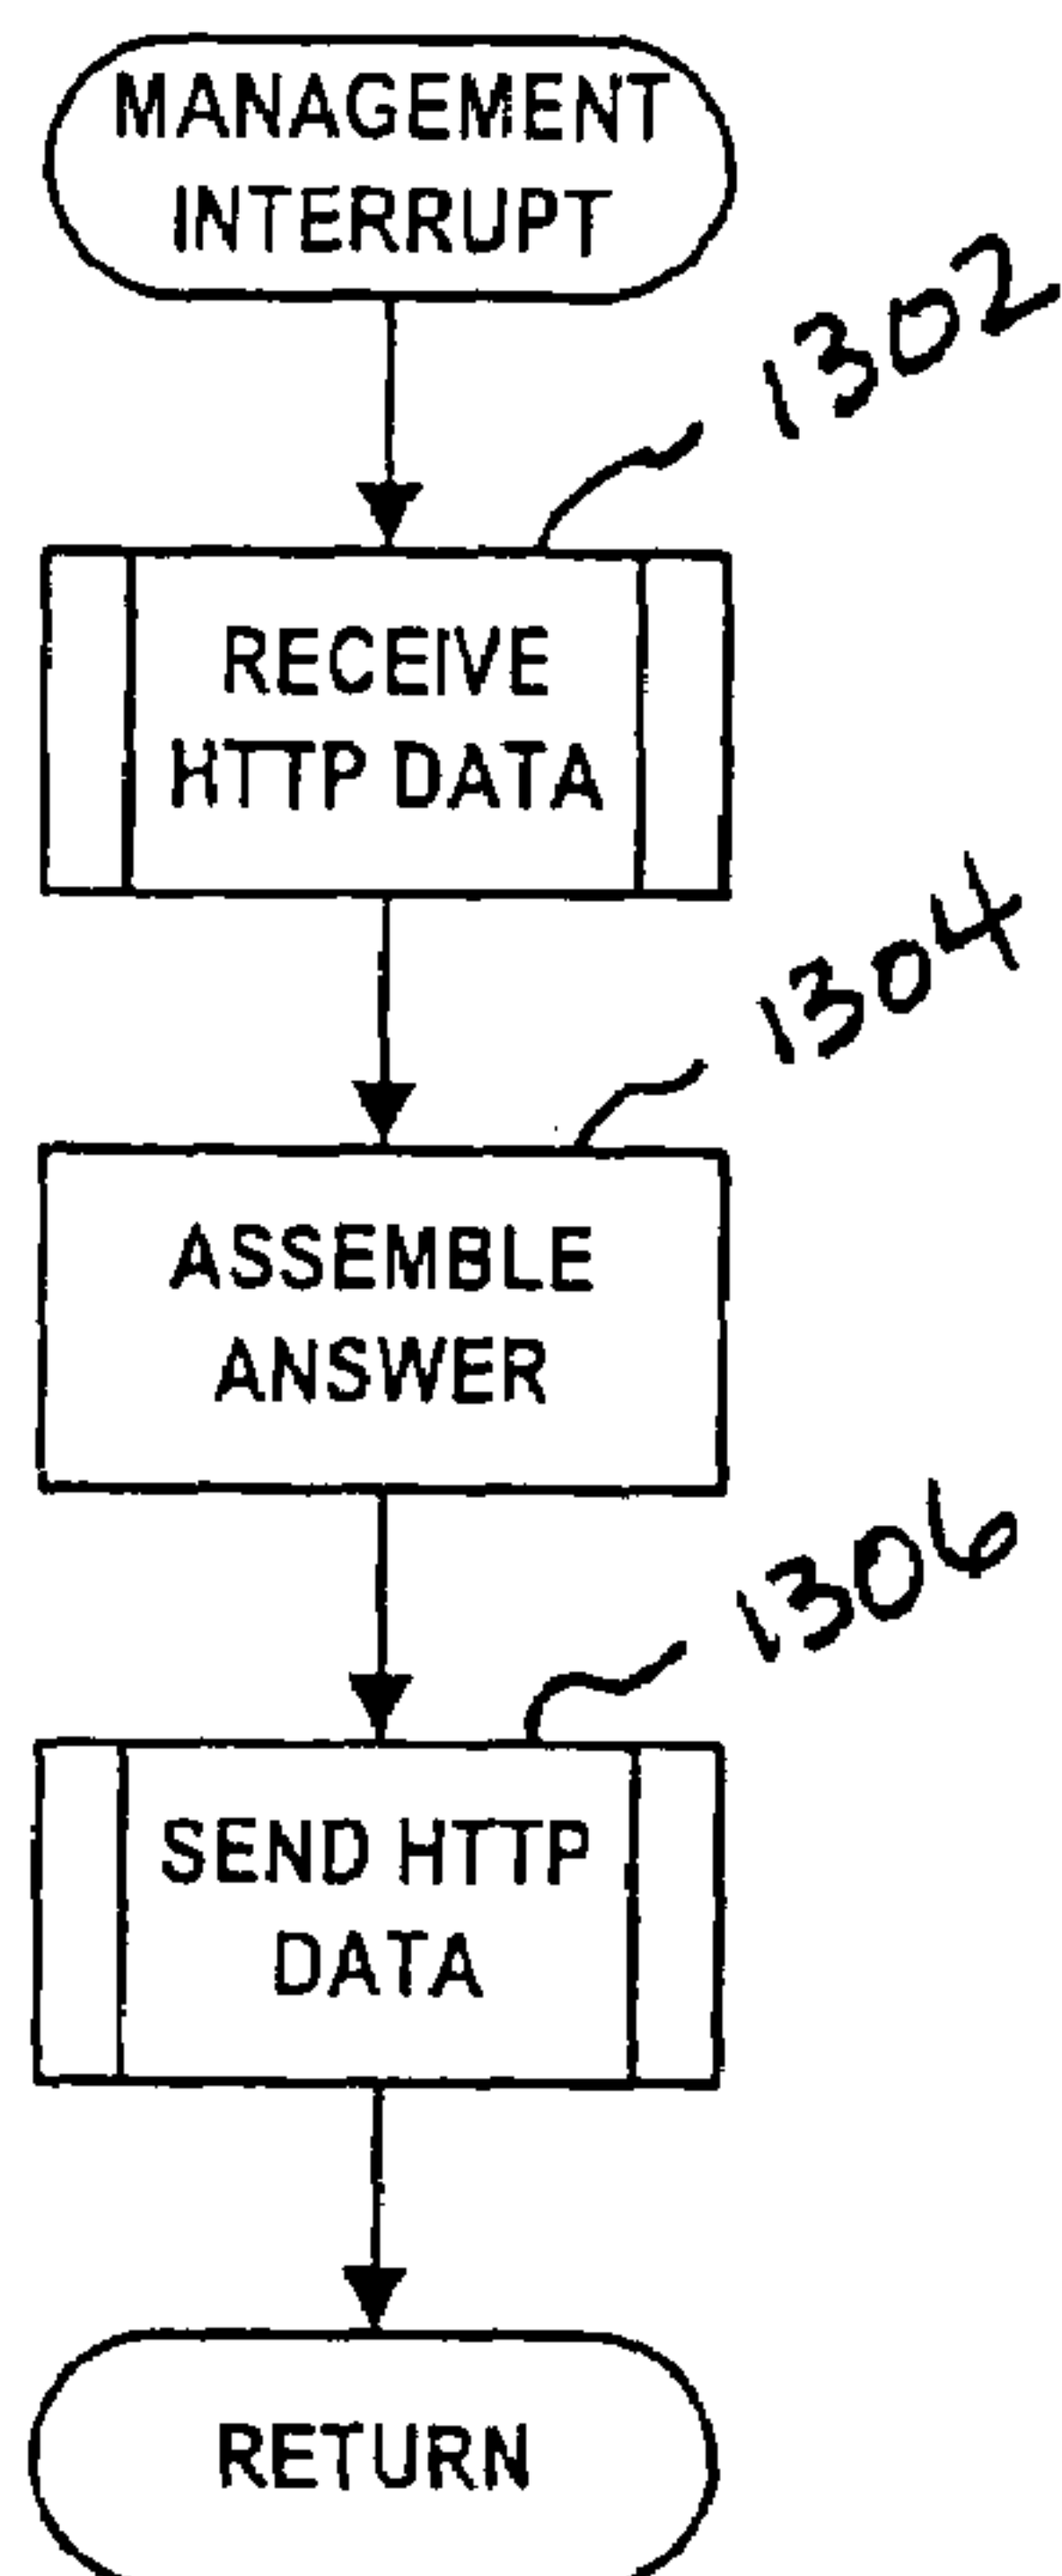 MANAGEMENT
INTERRUPT
1302
RECEIVE
HTTP DATA
1304
ASSEMBLE
ANSWER
1306
SEND HTTP
DATA
RETURN